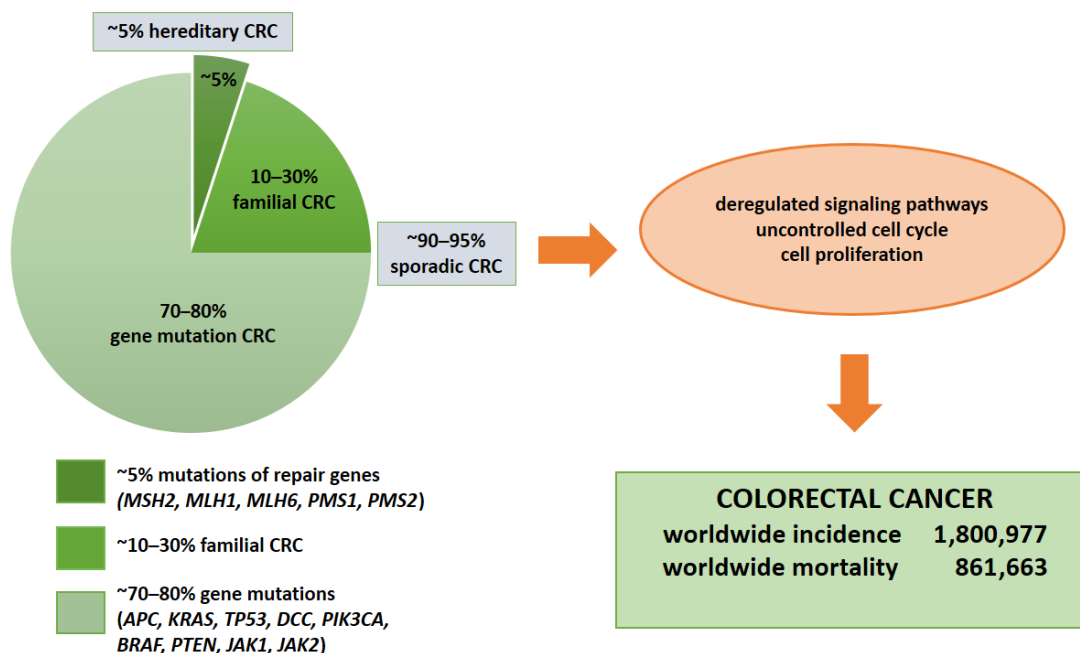 ~5% hereditary CRC
~5%
10–30%
familial CRC
~90–95%
sporadic CRC
70–80%
gene mutation CRC
deregulated signaling pathways
uncontrolled cell cycle
cell proliferation
~5% mutations of repair genes
(MSH2, MLH1, MLH6, PMS1, PMS2)
~10–30% familial CRC
~70–80% gene mutations
(APC, KRAS, TP53, DCC, PIK3CA,
BRAF, PTEN, JAK1, JAK2)
COLORECTAL CANCER
worldwide incidence 1,800,977
worldwide mortality 861,663